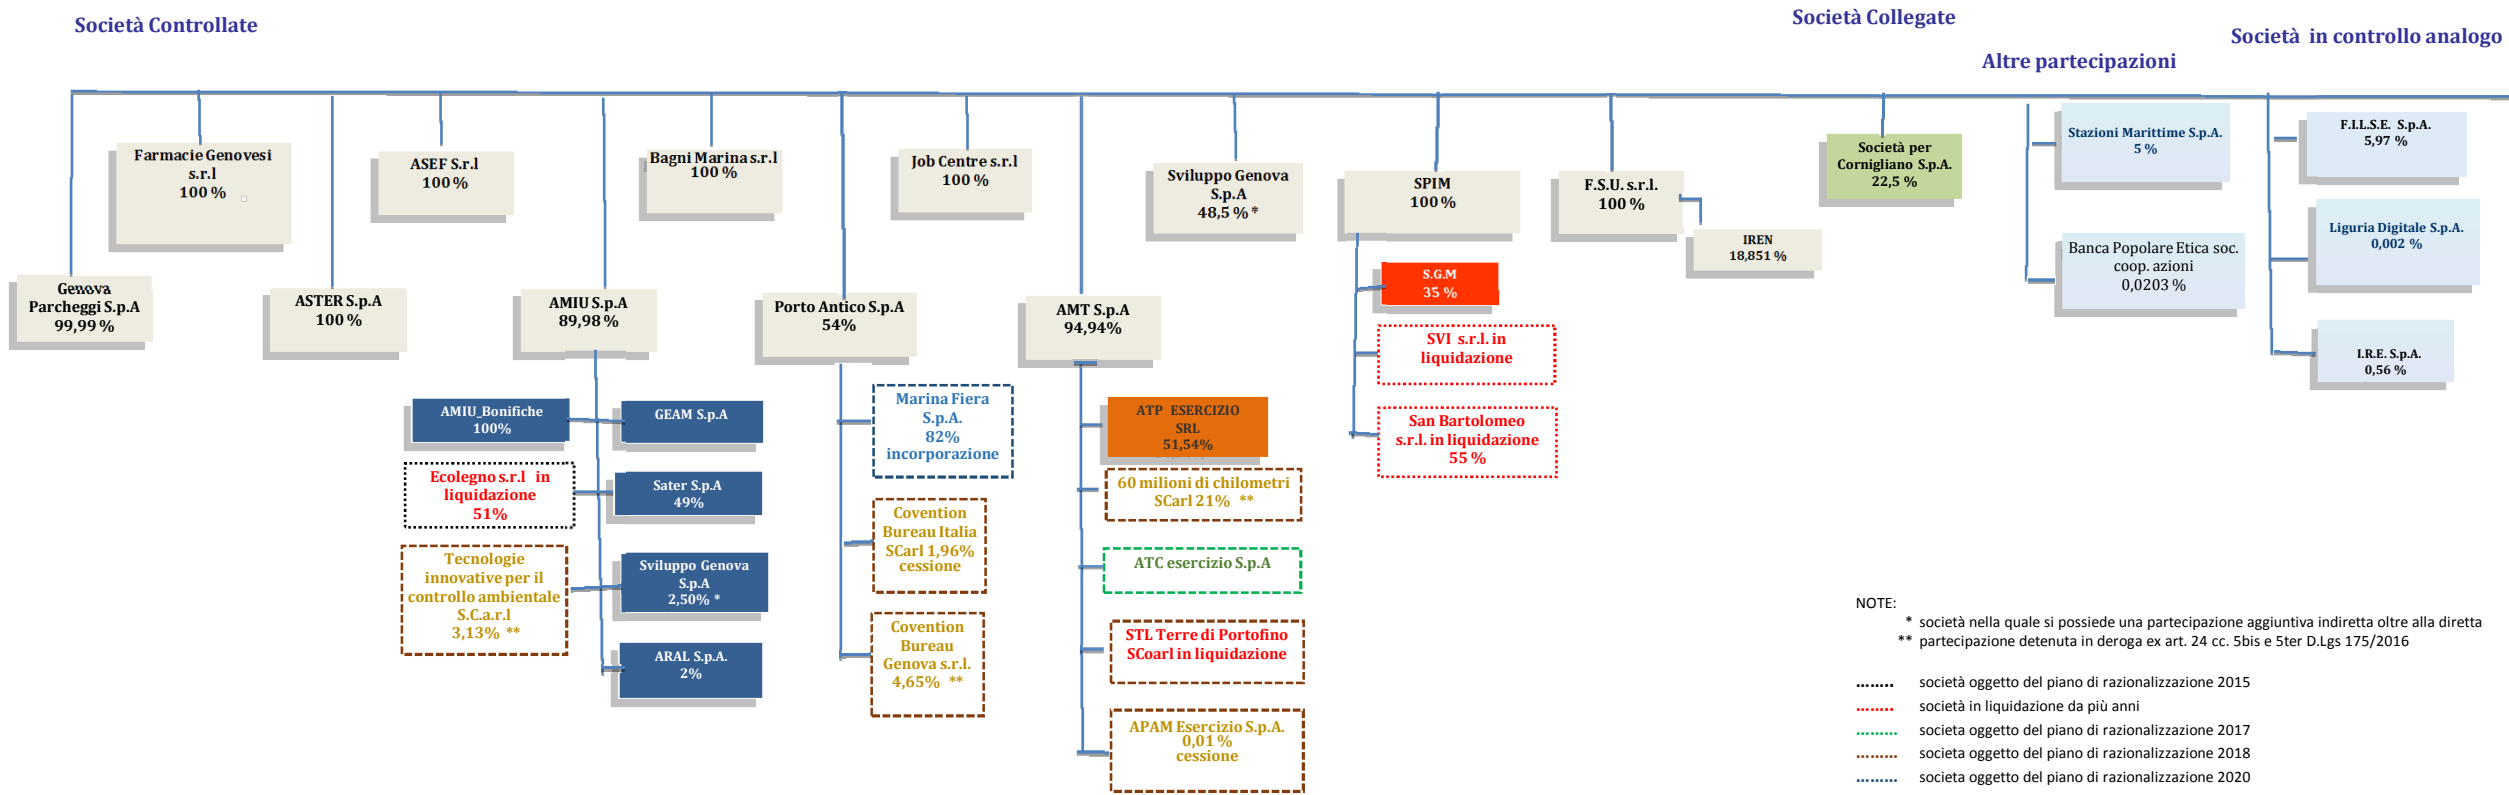 Società Controllate
Società Collegate
Altre partecipazioni
Società in controllo analogo
Farmacie Genovesi
s.r.l
100 %
ASEF S.r.l
100 %
Bagni Marina s.r.l
100 %
Job Centre s.r.l
100 %
Sviluppo Genova
S.p.A
48,5 % *
SPIM
100 %
F.S.U. s.r.l.
100 %
IREN
18,851 %
Società per
Cornigliano S.p.A.
22,5 %
Stazioni Marittime S.p.A.
5 %
Banca Popolare Etica soc.
coop. azioni
0,0203 %
F.I.L.S.E. S.p.A.
5,97 %
Liguria Digitale S.p.A.
0,002 %
I.R.E. S.p.A.
0,56 %
Genova
Parcheggi S.p.A
99,99 %
ASTER S.p.A
100 %
AMIU S.p.A
89,98 %
Porto Antico S.p.A
54%
AMT S.p.A
94,94%
AMIU_Bonifiche
100%
GEAM S.p.A
Ecolegno s.r.l in
liquidazione
51%
Sater S.p.A
49%
Tecnologie
innovative per il
controllo ambientale
S.C.a.r.l
3,13% **
Sviluppo Genova
S.p.A
2,50% *
ARAL S.p.A.
2%
Marina Fiera
S.p.A.
82%
incorporazione
Covention
Bureau Italia
SCarl 1,96%
cessione
Covention
Bureau
Genova s.r.l.
4,65% **
ATP ESERCIZIO
SRL
51,54%
60 milioni di chilometri
SCarl 21% **
ATC esercizio S.p.A
STL Terre di Portofino
SCoarl in liquidazione
APAM Esercizio S.p.A.
0,01 %
cessione
S.G.M
35 %
SVI s.r.l. in
liquidazione
San Bartolomeo
s.r.l. in liquidazione
55 %
NOTE:
* società nella quale si possiede una partecipazione aggiuntiva indiretta oltre alla diretta
** partecipazione detenuta in deroga ex art. 24 cc. 5bis e 5ter D.Lgs 175/2016
........ società oggetto del piano di razionalizzazione 2015
......... società in liquidazione da più anni
......... societa oggetto del piano di razionalizzazione 2017
......... societa oggetto del piano di razionalizzazione 2018
......... societa oggetto del piano di razionalizzazione 2020